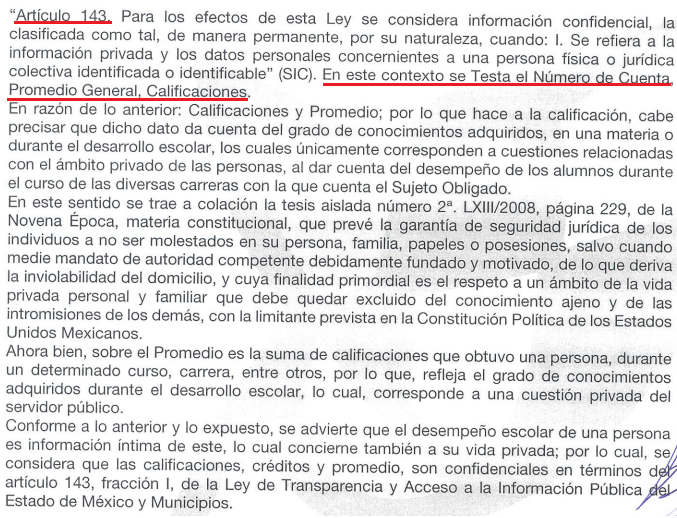 “Artículo 143. Para los efectos de esta Ley se considera información confidencial, la
clasificada como tal, de manera permanente, por su naturaleza, cuando: I. Se refiera a la
información privada y los datos personales concernientes a una persona física o jurídica
colectiva identificada o identificable” (SIC). En este contexto se Testa el Número de Cuenta,
Promedio General, Calificaciones.
En razón de lo anterior: Calificaciones y Promedio; por lo que hace a la calificación, cabe
precisar que dicho dato da cuenta del grado de conocimientos adquiridos, en una materia o
durante el desarrollo escolar, los cuales únicamente corresponden a cuestiones relacionadas
con el ámbito privado de las personas, al dar cuenta del desempeño de los alumnos durante
el curso de las diversas carreras con la que cuenta el Sujeto Obligado.
En este sentido se trae a colación la tesis aislada número 2ª. LXIII/2008, página 229, de la
Novena Época, materia constitucional, que prevé la garantía de seguridad jurídica de los
individuos a no ser molestados en su persona, familia, papeles o posesiones, salvo cuando
medie mandato de autoridad competente debidamente fundado y motivado, de lo que deriva
la inviolabilidad del domicilio, y cuya finalidad primordial es el respeto a un ámbito de la vida
privada personal y familiar que debe quedar excluido del conocimiento ajeno y de las
intromisiones de los demás, con la limitante prevista en la Constitución Política de los Estados
Unidos Mexicanos.
Ahora bien, sobre el Promedio es la suma de calificaciones que obtuvo una persona, durante
un determinado curso, carrera, entre otros, por lo que, refleja el grado de conocimientos
adquiridos durante el desarrollo escolar, lo cual, corresponde a una cuestión privada del
servidor público.
Conforme a lo anterior y lo expuesto, se advierte que el desempeño escolar de una persona
es información íntima de este, lo cual concierne también a su vida privada; por lo cual, se
considera que las calificaciones, créditos y promedio, son confidenciales en términos del
artículo 143, fracción I, de la Ley de Transparencia y Acceso a la Información Pública del
Estado de México y Municipios.